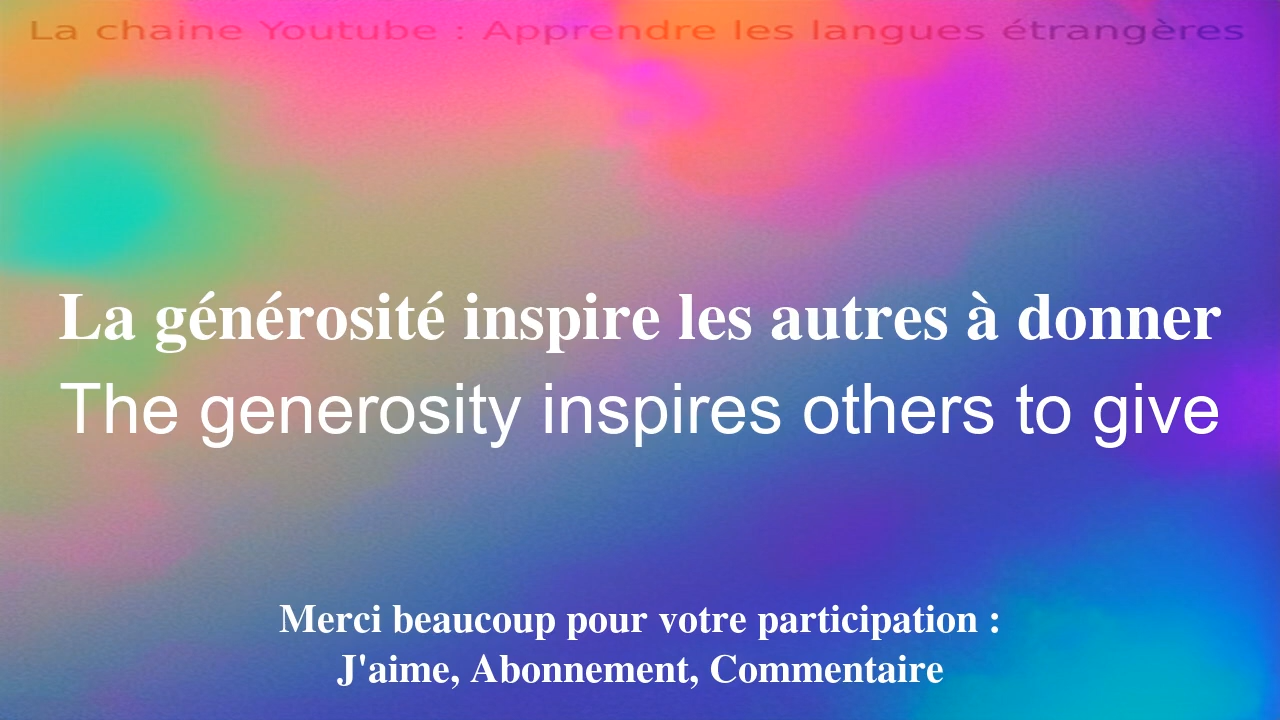 La chaine Youtube : Apprendre les langues étrangères
La générosité inspire les autres à donner
The generosity inspires others to give
Merci beaucoup pour votre participation :
J'aime, Abonnement, Commentaire